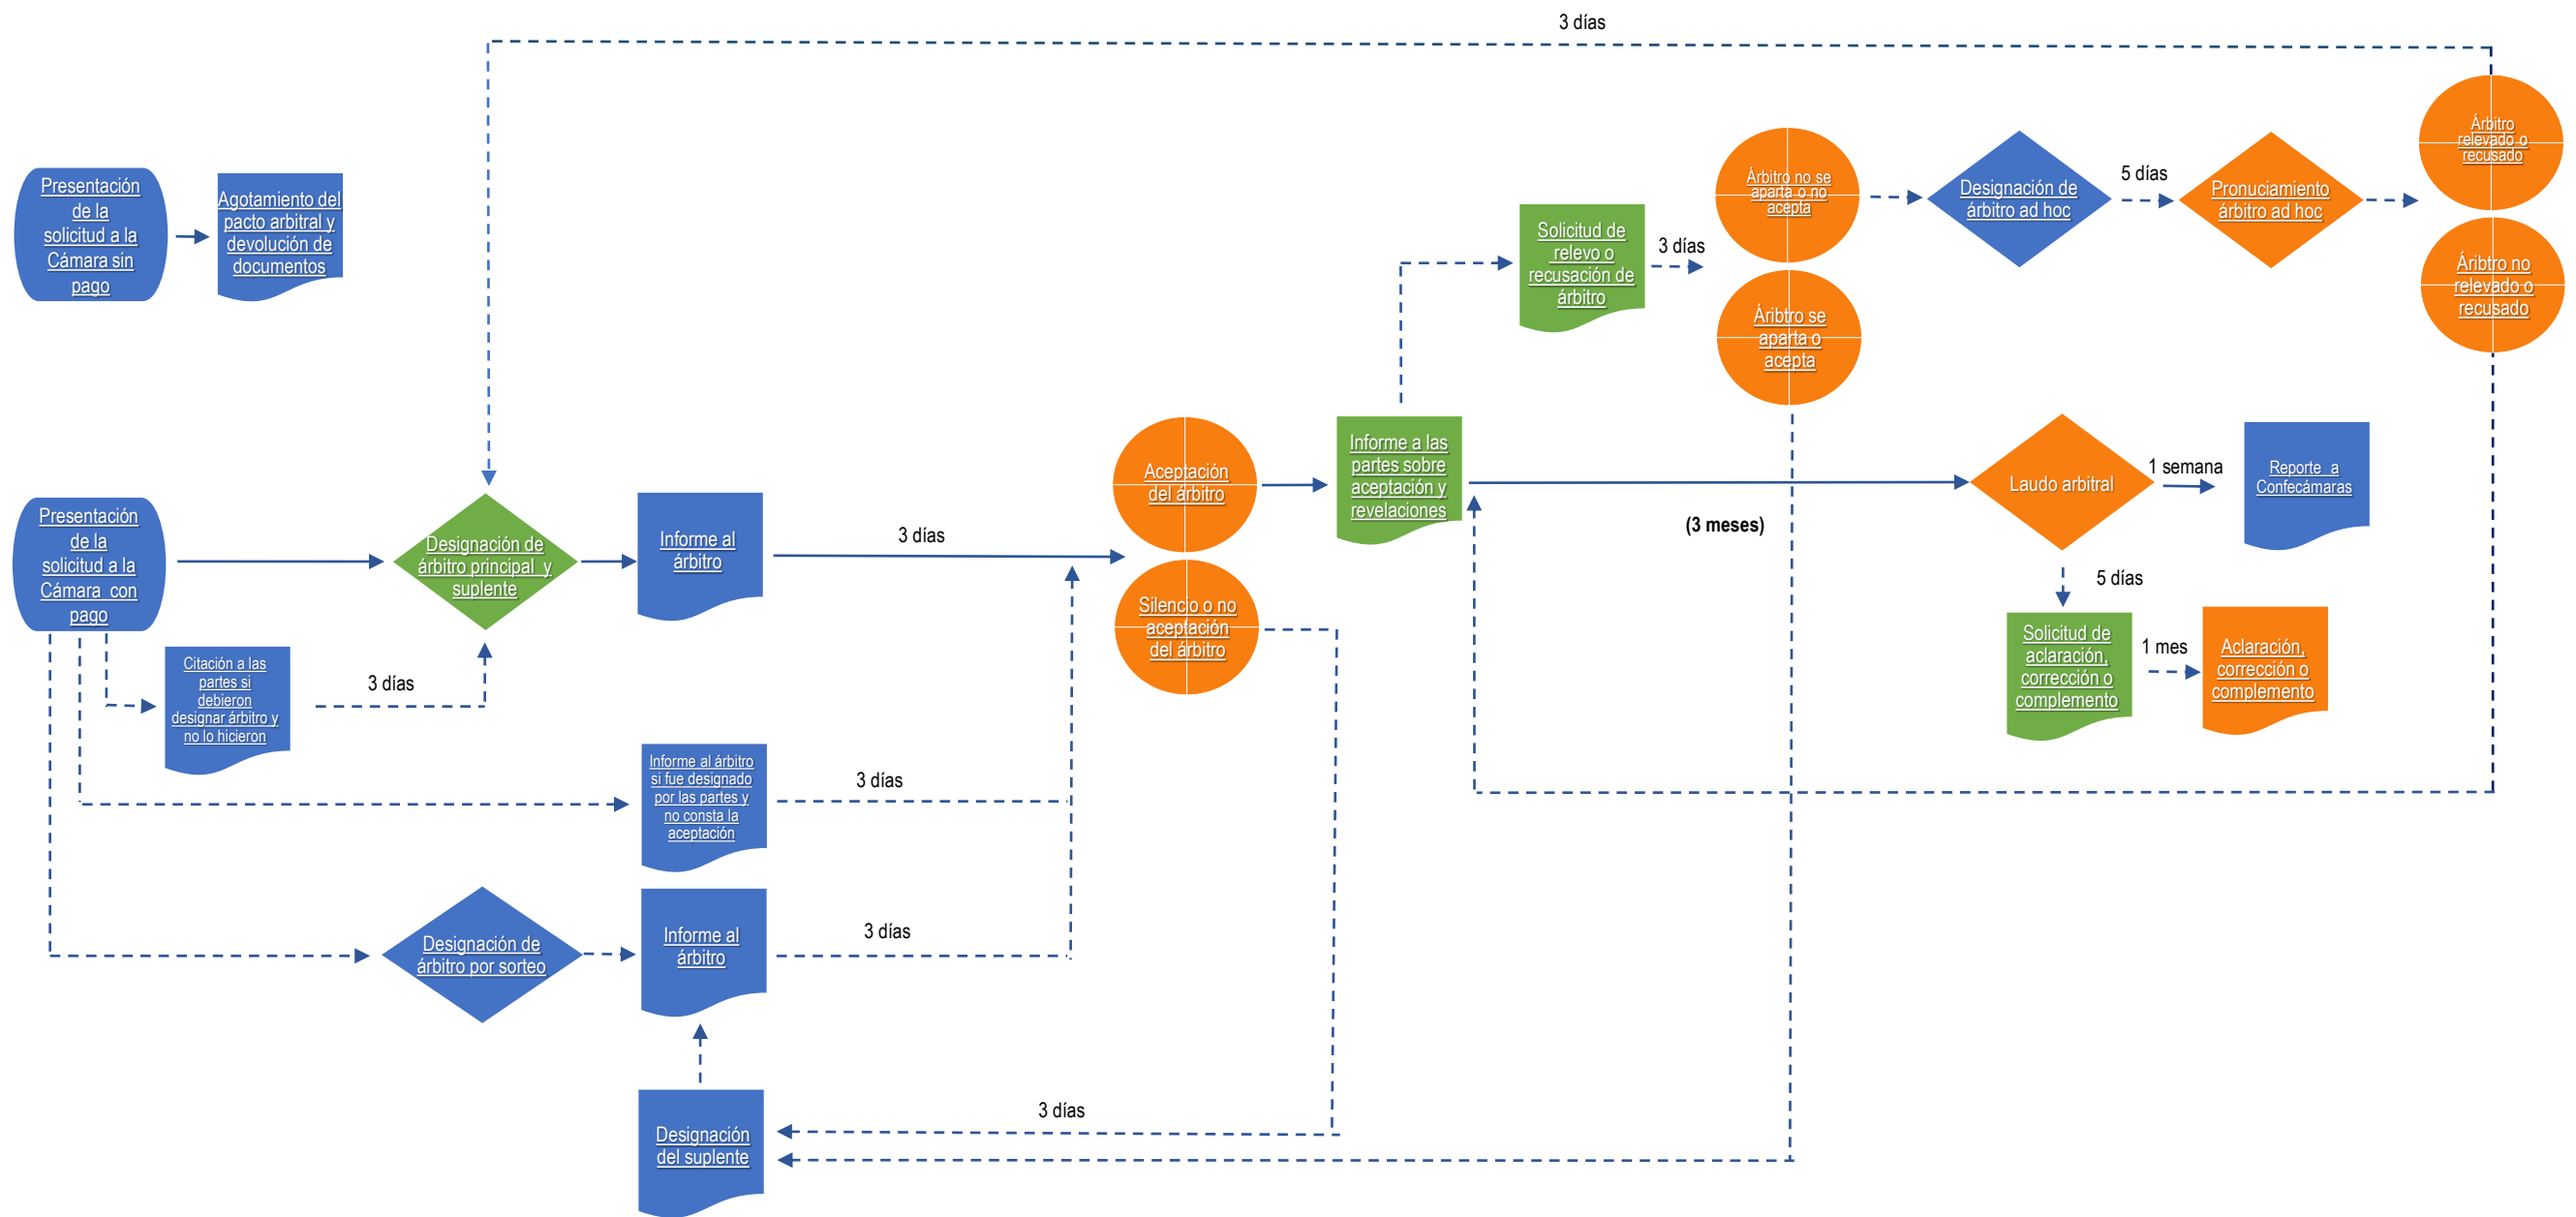 3 días
Presentación
de la
solicitud a la
Cámara sin
pago
Agotamiento del
pacto arbitral y
devolución de
documentos
Solicitud de
relevo o
recusación de
árbitro
3 días
Árbitro no se
aparta o no
acepta
Áribtro se
aparta o
acepta
Designación de
árbitro ad hoc
5 días
Pronuciamiento
árbitro ad hoc
Árbitro
relevado o
recusado
Áribtro no
relevado o
recusado
Presentación
de la
solicitud a la
Cámara con
pago
Designación de
árbitro principal y
suplente
Informe al
árbitro
3 días
Aceptación
del árbitro
Silencio o no
aceptación
del árbitro
Informe a las
partes sobre
aceptación y
revelaciones
(3 meses)
Laudo arbitral
1 semana
Reporte a
Confecámaras
5 días
Solicitud de
aclaración,
corrección o
complemento
1 mes
Aclaración,
corrección o
complemento
Citación a las
partes si
debieron
designar árbitro y
no lo hicieron
3 días
Informe al árbitro
si fue designado
por las partes y
no consta la
aceptación
3 días
Designación de
árbitro por sorteo
Informe al
árbitro
3 días
Designación
del suplente
3 días